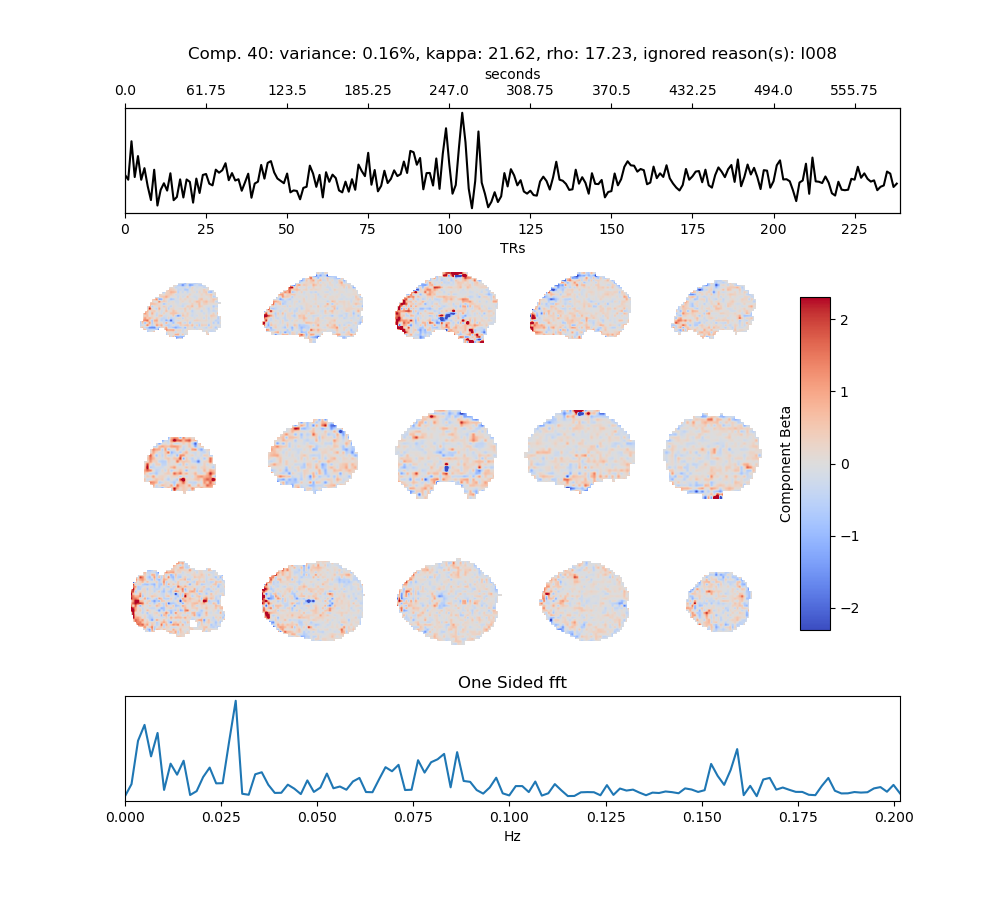 Comp. 40: variance: 0.16%, kappa: 21.62, rho: 17.23, ignored reason(s): I008
seconds
0.0 61.75 123.5 185.25 247.0 308.75 370.5 432.25 494.0 555.75
0 25 50 75 100 125 150 175 200 225
TRs
2
1
0
−1
−2
Component Beta
One Sided fft
0.000 0.025 0.050 0.075 0.100 0.125 0.150 0.175 0.200
Hz